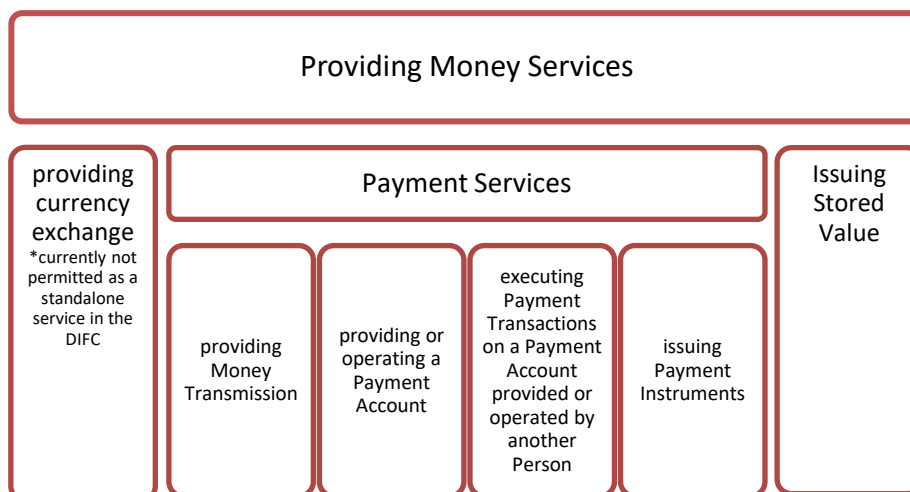 Providing Money Services
providing
currency
exchange
*currently not
permitted as a
standalone
service in the
DIFC
Payment Services
providing
Money
Transmission
providing or
operating a
Payment
Account
executing
Payment
Transactions
on a Payment
Account
provided or
operated by
another
Person
issuing
Payment
Instruments
Issuing
Stored
Value